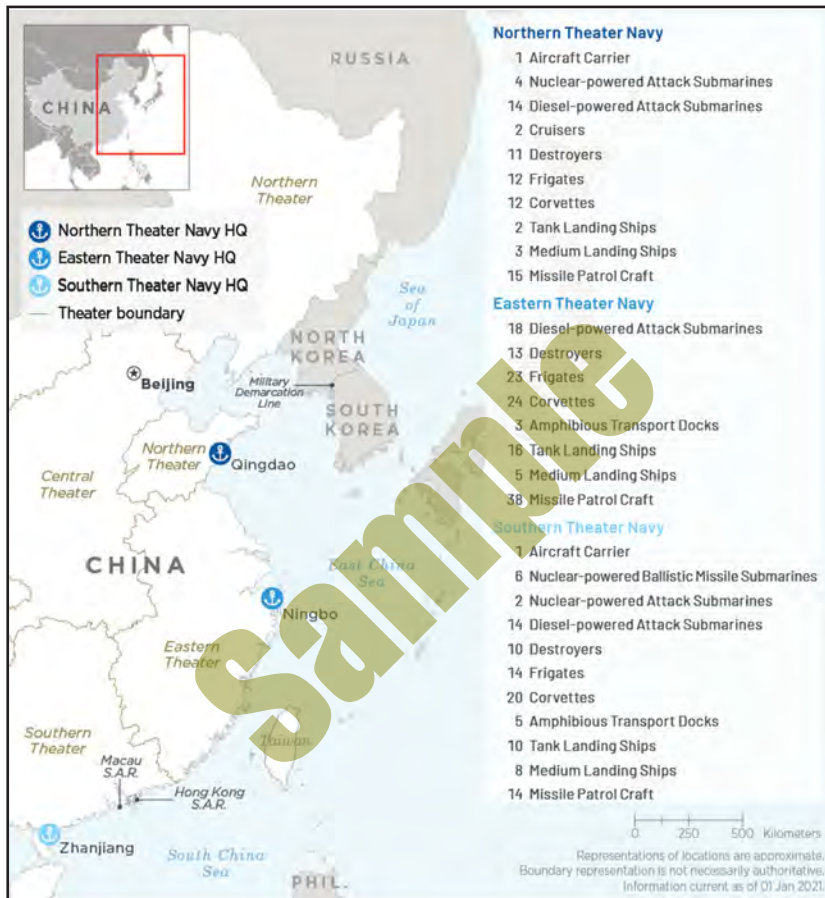 CHINA
Northern Theater Navy HQ
Eastern Theater Navy HQ
Southern Theater Navy HQ
Theater boundary
RUSSIA
Northern
Theater
Sea
of
Japan
NORTH
KOREA
Beijing
Military
Demarcation
Line
SOUTH
KOREA
Northern
Theater
Qingdao
Central
Theater
CHINA
East China
Sea
Ningbo
Eastern
Theater
Southern
Theater
Taiwan
Macau
S.A.R.
Hong Kong
S.A.R.
Zhanjiang
South China
Sea
PHIL.
Northern Theater Navy
1 Aircraft Carrier
4 Nuclear-powered Attack Submarines
14 Diesel-powered Attack Submarines
2 Cruisers
11 Destroyers
12 Frigates
12 Corvettes
2 Tank Landing Ships
3 Medium Landing Ships
15 Missile Patrol Craft
Eastern Theater Navy
18 Diesel-powered Attack Submarines
13 Destroyers
23 Frigates
24 Corvettes
3 Amphibious Transport Docks
16 Tank Landing Ships
5 Medium Landing Ships
38 Missile Patrol Craft
Southern Theater Navy
1 Aircraft Carrier
6 Nuclear-powered Ballistic Missile Submarines
2 Nuclear-powered Attack Submarines
14 Diesel-powered Attack Submarines
10 Destroyers
14 Frigates
20 Corvettes
5 Amphibious Transport Docks
10 Tank Landing Ships
8 Medium Landing Ships
14 Missile Patrol Craft
0 250 500 Kilometers
Representations of locations are approximate.
Boundary representation is not necessarily authoritative.
Information current as of 01 Jan 2021.
Sample